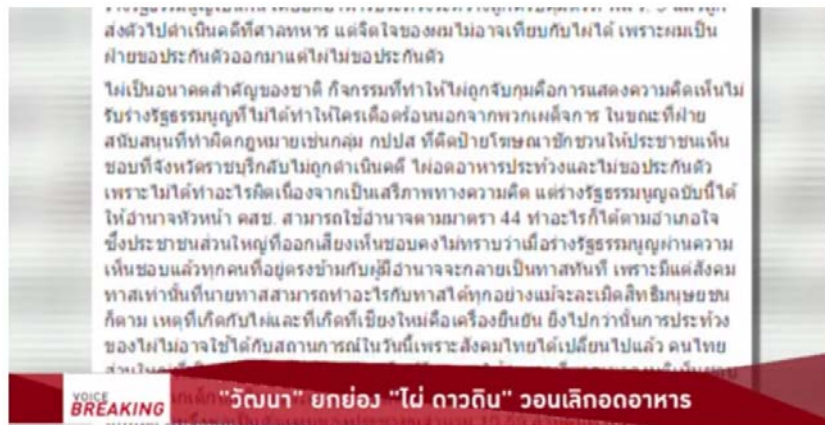 ส่งตัวไปดำเนินคดีที่ศาลทหาร แต่จิตใจของผมไม่อาจเทียบกับไผ่ได้ เพราะผมเป็น
ฝ่ายขอประกันตัวออกมาแต่ไผ่ไม่ขอประกันตัว
ไผ่เป็นอนาคตสำคัญของชาติ กิจกรรมที่ทำให้ไผ่ถูกจับกุมคือการแสดงความคิดเห็นไม่
รับร่างรัฐธรรมนูญที่ไม่ได้ทำให้ใครเดือดร้อนนอกจากพวกเผด็จการ ในขณะที่ฝ่าย
สนับสนุนที่ทำผิดกฎหมายเช่นกลุ่ม กปปส ที่ติดป้ายโฆษณาชักชวนให้ประชาชนเห็น
ชอบที่จังหวัดราชบุรีกลับไม่ถูกดำเนินคดี ไผ่อดอาหารประท้วงและไม่ขอประกันตัว
เพราะไม่ได้ทำอะไรผิดเนื่องจากเป็นเสรีภาพทางความคิด แต่ร่างรัฐธรรมนูญฉบับนี้ได้
ให้อำนาจหัวหน้า คสช. สามารถใช้อำนาจตามมาตรา 44 ทำอะไรก็ได้ตามอำเภอใจ
ซึ่งประชาชนส่วนใหญ่ที่ออกเสียงเห็นชอบคงไม่ทราบว่าเมื่อร่างรัฐธรรมนูญผ่านความ
เห็นชอบแล้วทุกคนที่อยู่ตรงข้ามกับผู้มีอำนาจจะกลายเป็นทาสทันที เพราะมีแต่สังคม
ทาสเท่านั้นที่นายทาสสามารถทำอะไรกับทาสได้ทุกอย่างแม้จะละเมิดสิทธิมนุษยชน
ก็ตาม เหตุที่เกิดกับไผ่และที่เกิดที่เชียงใหม่คือเครื่องยืนยัน ยิ่งไปกว่านั้นการประท้วง
ของไผ่ไม่อาจใช้ได้กับสถานการณ์ในวันนี้เพราะสังคมไทยได้เปลี่ยนไปแล้ว คนไทย
VOICE
BREAKING
"วัฒนา" ยกย่อง "ไผ่ ดาวดิน" วอนเลิกอดอาหาร